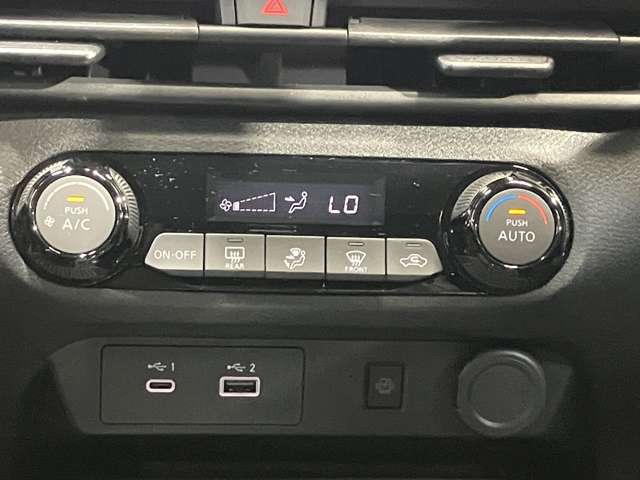 PUSH
A/C
LO
PUSH
AUTO
ON·OFF
REAR
FRONT
1
2